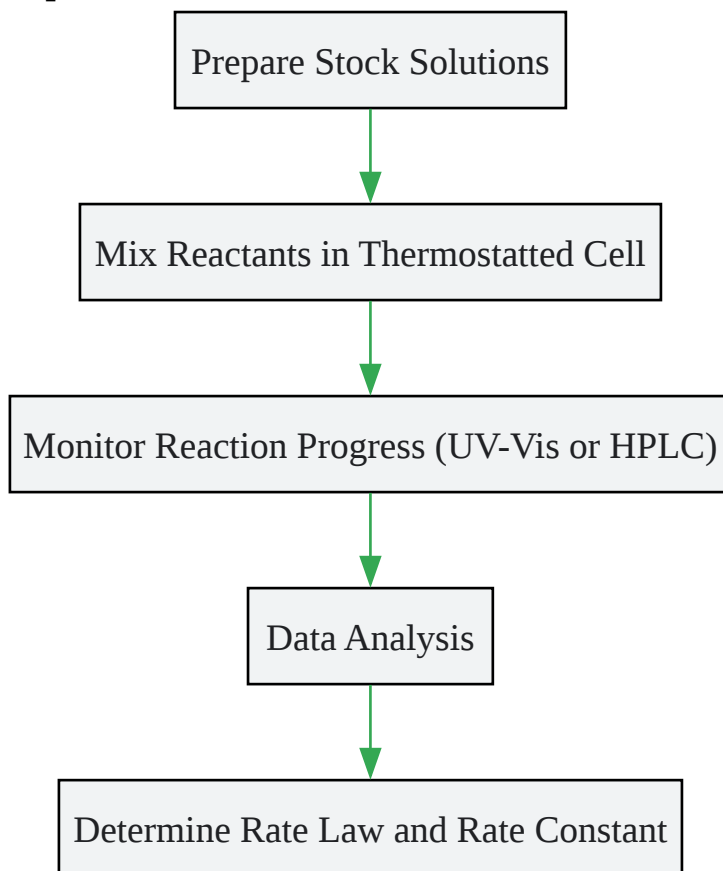 Prepare Stock Solutions
Mix Reactants in Thermostatted Cell
Monitor Reaction Progress (UV-Vis or HPLC)
Data Analysis
Determine Rate Law and Rate Constant